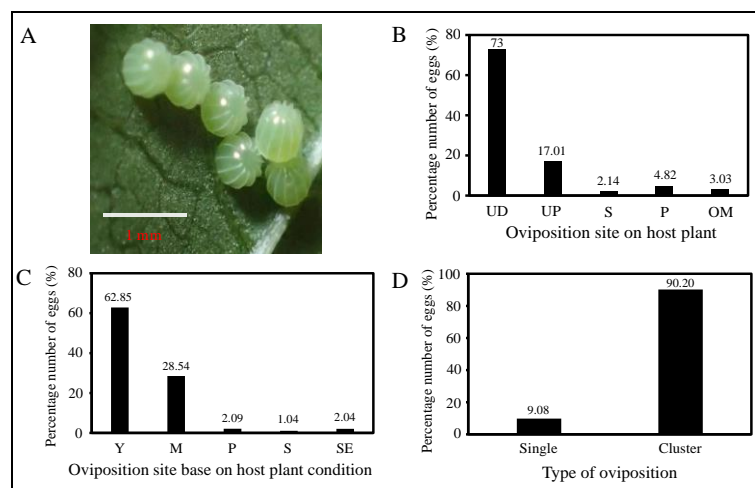 A
1 mm
B
Percentage number of eggs (%)
80
60
40
20
0
73
17.01
2.14
4.82
3.03
UD UP S P OM
Oviposition site on host plant
C
Percentage number of eggs (%)
80
60
40
20
0
62.85
28.54
2.09
1.04
2.04
Y M P S SE
Oviposition site base on host plant condition
D
Percentage number of eggs (%)
100
80
60
40
20
0
9.08
90.20
Single Cluster
Type of oviposition